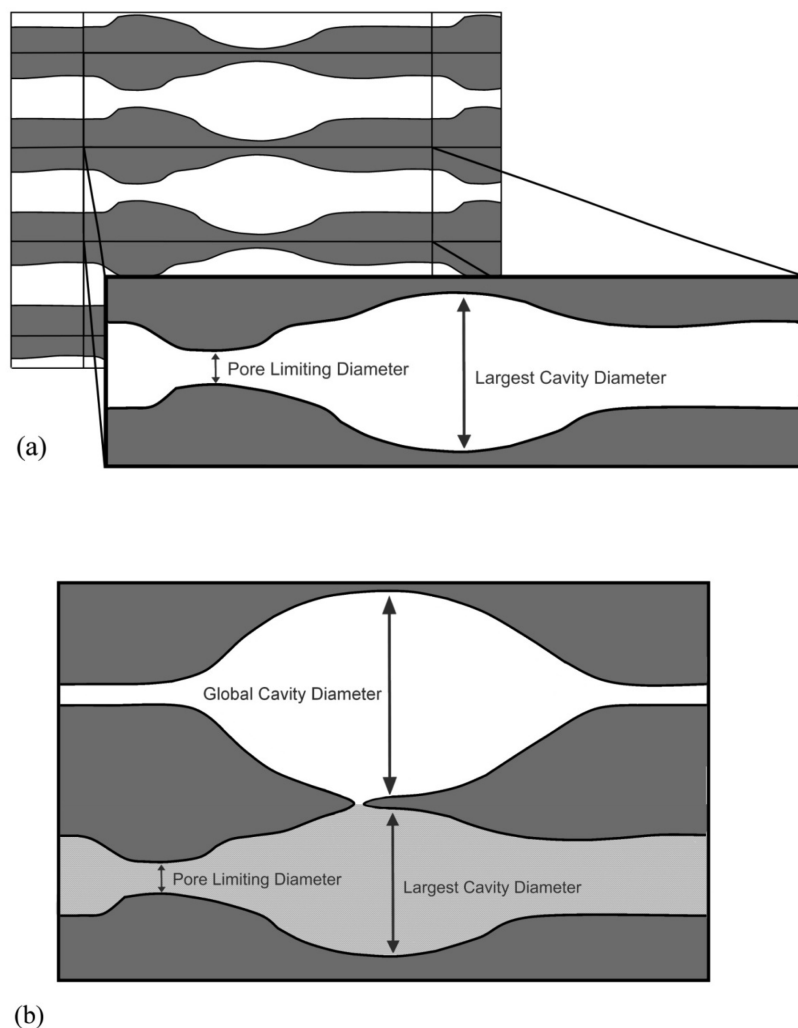 Pore Limiting Diameter
Largest Cavity Diameter
(a)
Global Cavity Diameter
Pore Limiting Diameter
Largest Cavity Diameter
(b)